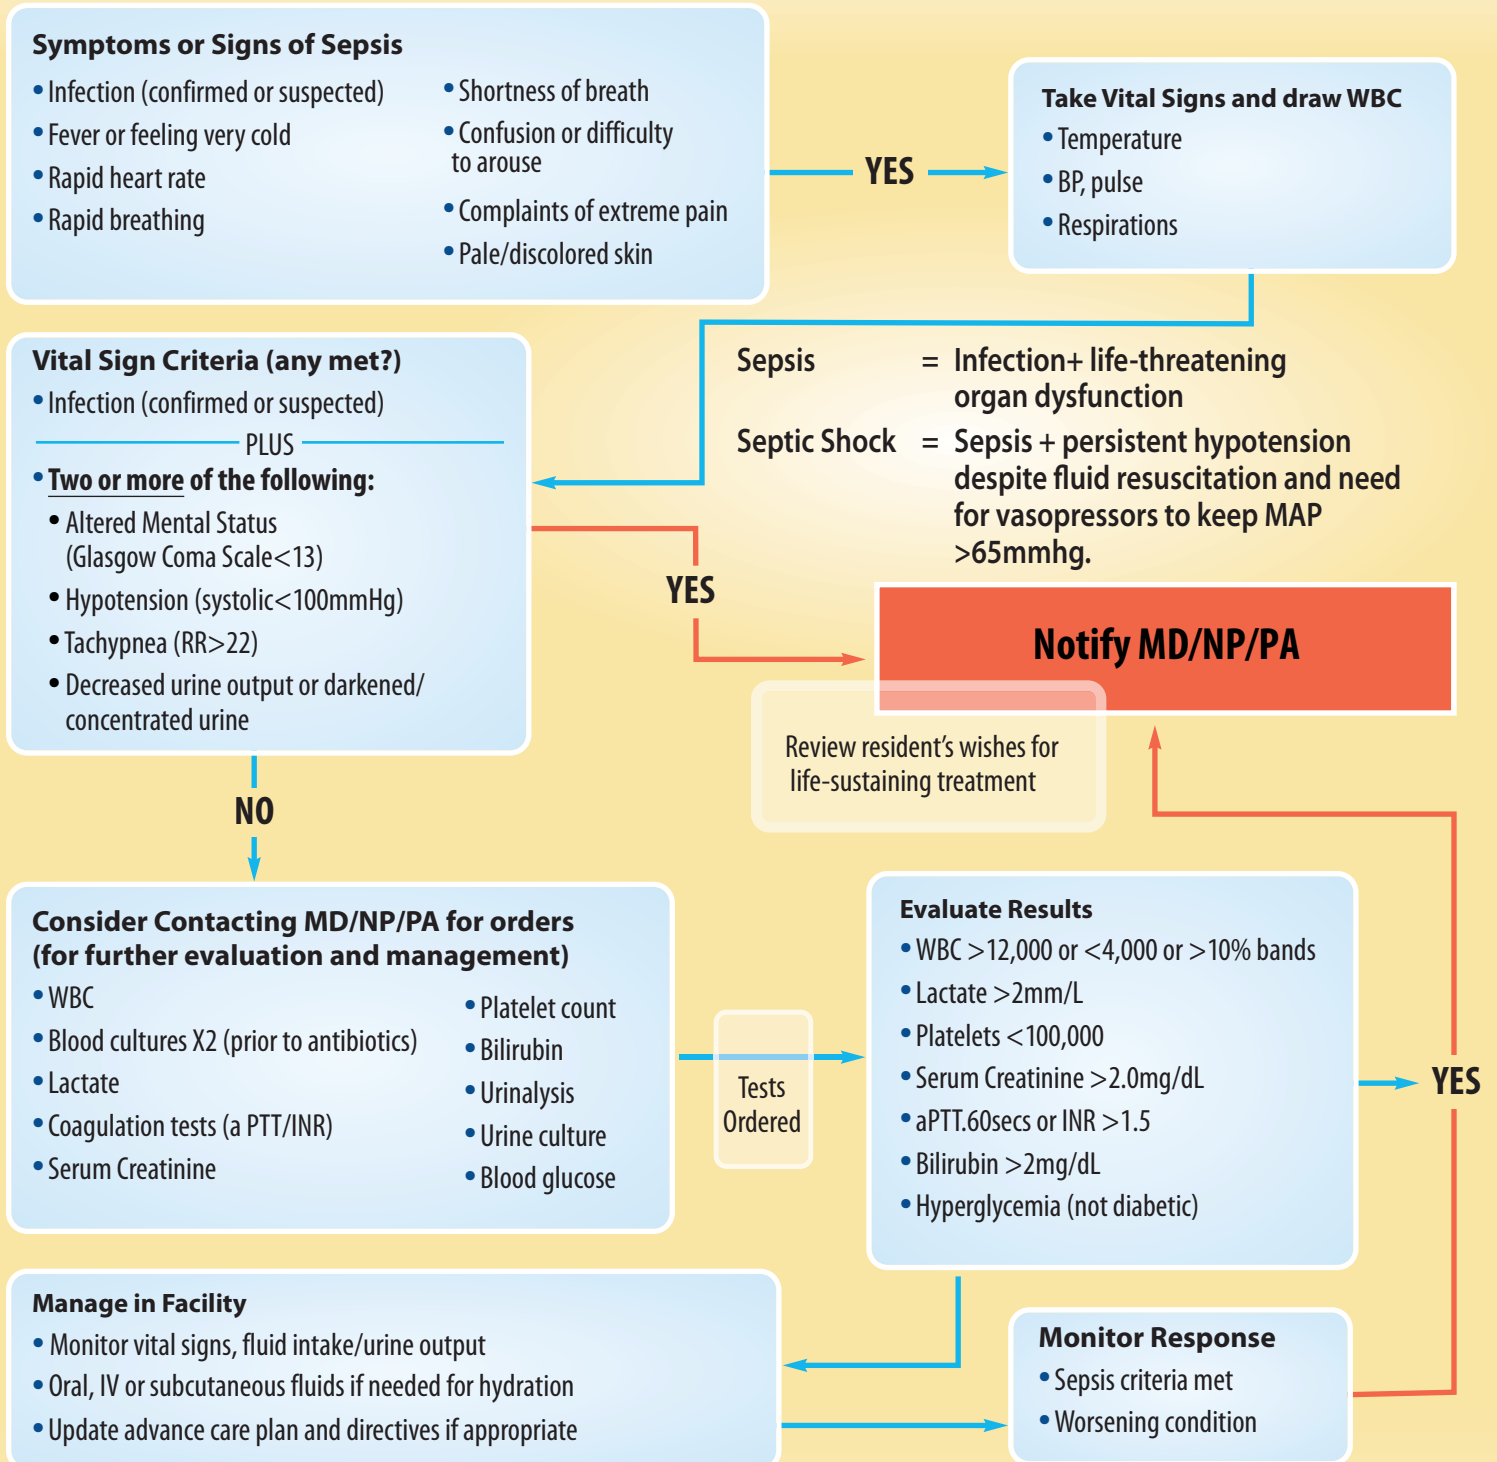 Symptoms or Signs of Sepsis
• Infection (confirmed or suspected)
• Fever or feeling very cold
• Rapid heart rate
• Rapid breathing
• Shortness of breath
• Confusion or difficulty
to arouse
• Complaints of extreme pain
• Pale/discolored skin
YES
Take Vital Signs and draw WBC
• Temperature
• BP, pulse
• Respirations
Vital Sign Criteria (any met?)
• Infection (confirmed or suspected)
PLUS
• Two or more of the following:
• Altered Mental Status
(Glasgow Coma Scale<13)
• Hypotension (systolic<100mmHg)
• Tachypnea (RR>22)
• Decreased urine output or darkened/
concentrated urine
Sepsis = Infection+ life-threatening
organ dysfunction
Septic Shock = Sepsis + persistent hypotension
despite fluid resuscitation and need
for vasopressors to keep MAP
>65mmhg.
YES
Notify MD/NP/PA
Review resident's wishes for
life-sustaining treatment
NO
Consider Contacting MD/NP/PA for orders
(for further evaluation and management)
• WBC
• Blood cultures X2 (prior to antibiotics)
• Lactate
• Coagulation tests (a PTT/INR)
• Serum Creatinine
• Platelet count
• Bilirubin
• Urinalysis
• Urine culture
• Blood glucose
Tests
Ordered
Evaluate Results
• WBC >12,000 or <4,000 or >10% bands
• Lactate >2mm/L
• Platelets <100,000
• Serum Creatinine >2.0mg/dL
• aPTT.60secs or INR >1.5
• Bilirubin >2mg/dL
• Hyperglycemia (not diabetic)
YES
Manage in Facility
• Monitor vital signs, fluid intake/urine output
• Oral, IV or subcutaneous fluids if needed for hydration
• Update advance care plan and directives if appropriate
Monitor Response
• Sepsis criteria met
• Worsening condition